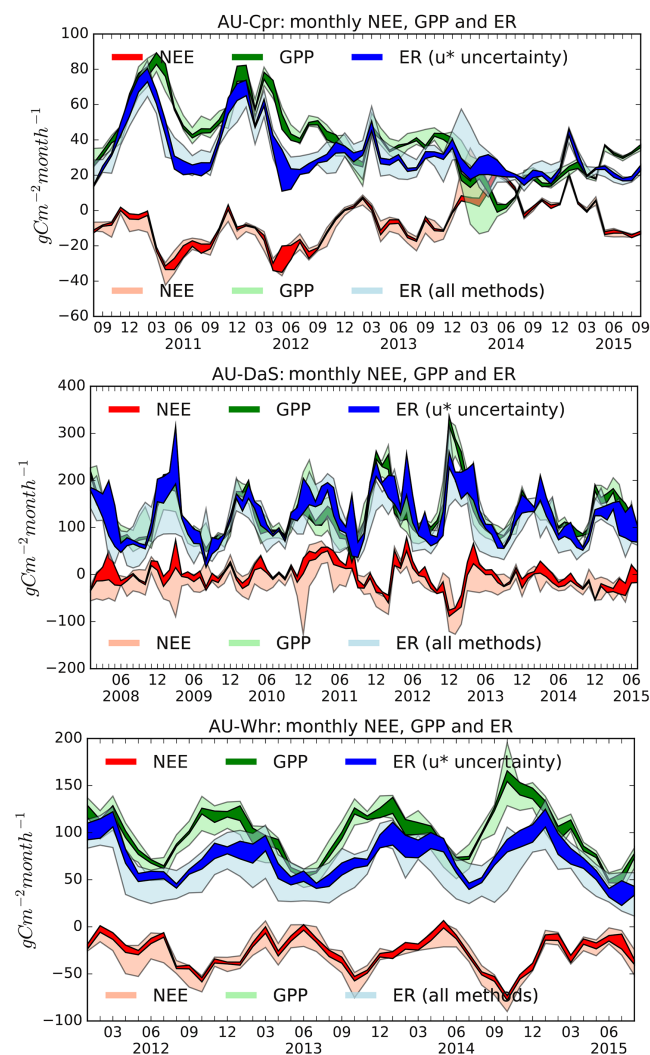 AU-Cpr: monthly NEE, GPP and ER
100
NEE GPP ER (u* uncertainty)
80
60
40
20
0
−20
−40
NEE GPP ER (all methods)
−60
gCm−2month−1
09 12 03 06 09 12 03 06 09 12 03 06 09 12 03 06 09 12 03 06 09
2011 2012 2013 2014 2015
AU-DaS: monthly NEE, GPP and ER
400
NEE GPP ER (u* uncertainty)
300
200
100
0
−100
NEE GPP ER (all methods)
−200
gCm−2month−1
06 12 06 12 06 12 06 12 06 12 06 12 06 12 06
2008 2009 2010 2011 2012 2013 2014 2015
AU-Whr: monthly NEE, GPP and ER
200
NEE GPP ER (u* uncertainty)
150
100
50
0
−50
NEE GPP ER (all methods)
−100
gCm−2month−1
03 06 09 12 03 06 09 12 03 06 09 12 03 06
2012 2013 2014 2015